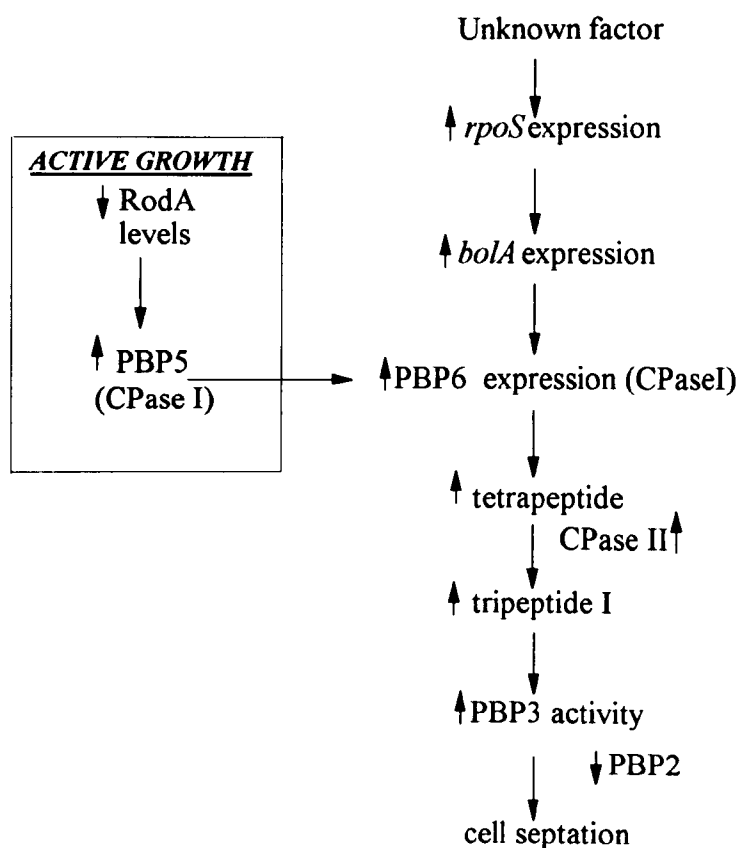 Unknown factor
rpoS expression
ACTIVE GROWTH
RodA
levels
bolA expression
PBP5
(CPase I)
PBP6 expression (CPaseI)
tetrapeptide
CPase II
tripeptide I
PBP3 activity
PBP2
cell septation